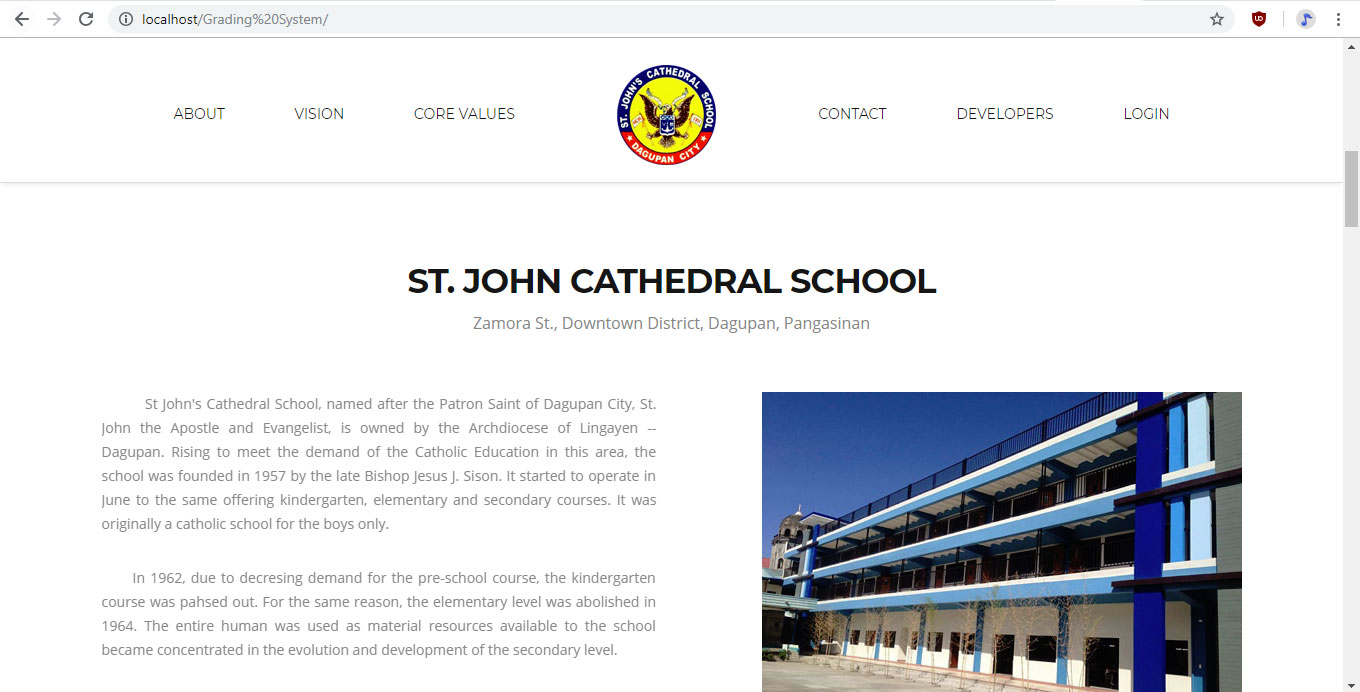 localhost/Grading%20System/
ABOUT
VISION
CORE VALUES
ST. JOHN'S CATHEDRAL SCHOOL
DAGUPAN CITY
CONTACT
DEVELOPERS
LOGIN
ST. JOHN CATHEDRAL SCHOOL
Zamora St., Downtown District, Dagupan, Pangasinan
St John's Cathedral School, named after the Patron Saint of Dagupan City, St.
John the Apostle and Evangelist, is owned by the Archdiocese of Lingayen --
Dagupan. Rising to meet the demand of the Catholic Education in this area, the
school was founded in 1957 by the late Bishop Jesus J. Sison. It started to operate in
June to the same offering kindergarten, elementary and secondary courses. It was
originally a catholic school for the boys only.
In 1962, due to decresing demand for the pre-school course, the kindergarten
course was pahsed out. For the same reason, the elementary level was abolished in
1964. The entire human was used as material resources available to the school
became concentrated in the evolution and development of the secondary level.